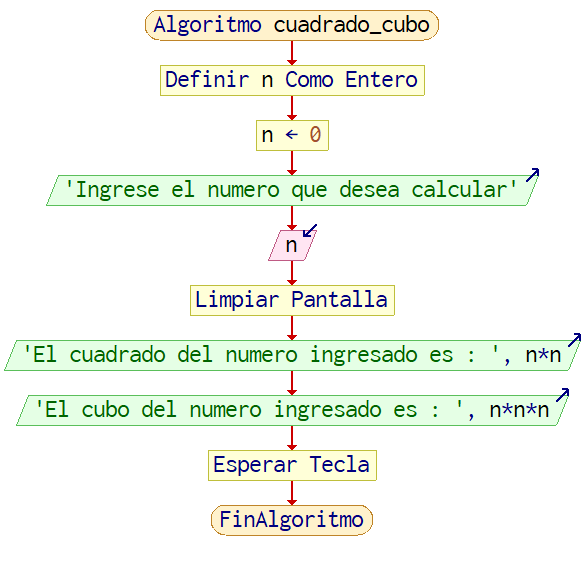 Algoritmo cuadrado_cubo
Definir n Como Entero
n ← 0
'Ingrese el numero que desea calcular'
n
Limpiar Pantalla
'El cuadrado del numero ingresado es : ', n*n
'El cubo del numero ingresado es : ', n*n*n
Esperar Tecla
FinAlgoritmo